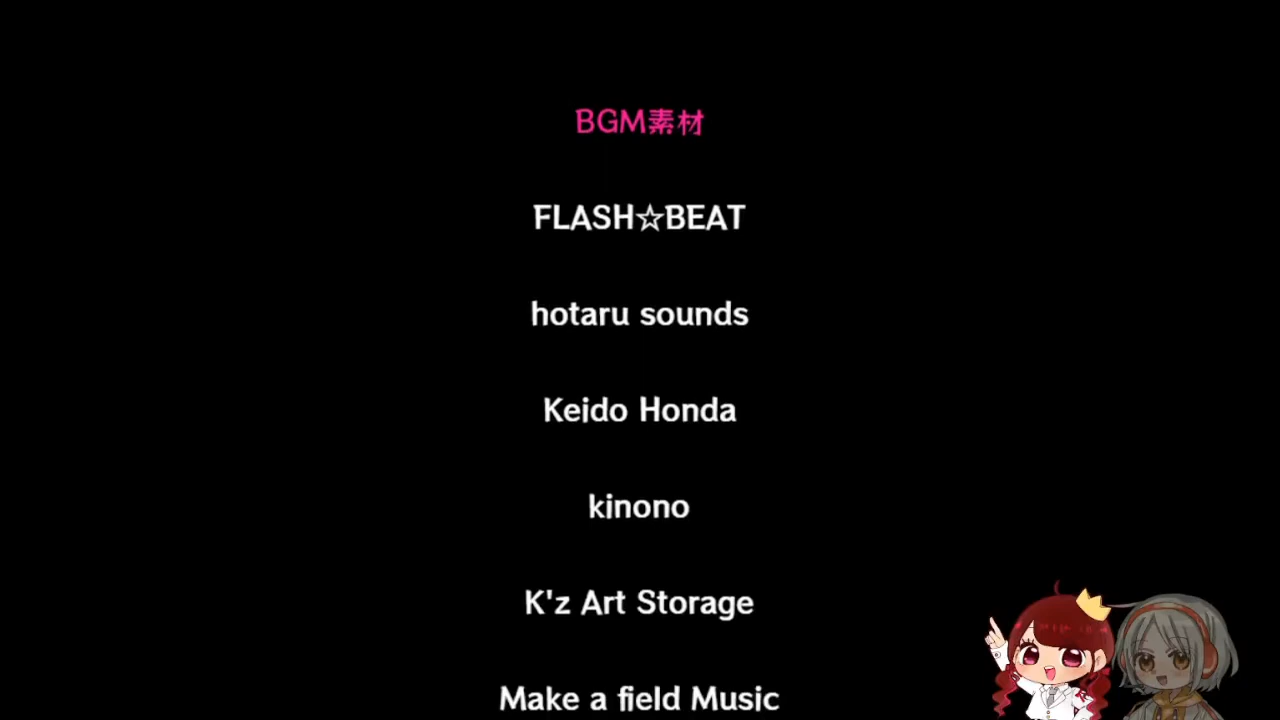 BGM素材
FLASH☆BEAT
hotaru sounds
Keido Honda
kinono
K'z Art Storage
Make a field Music